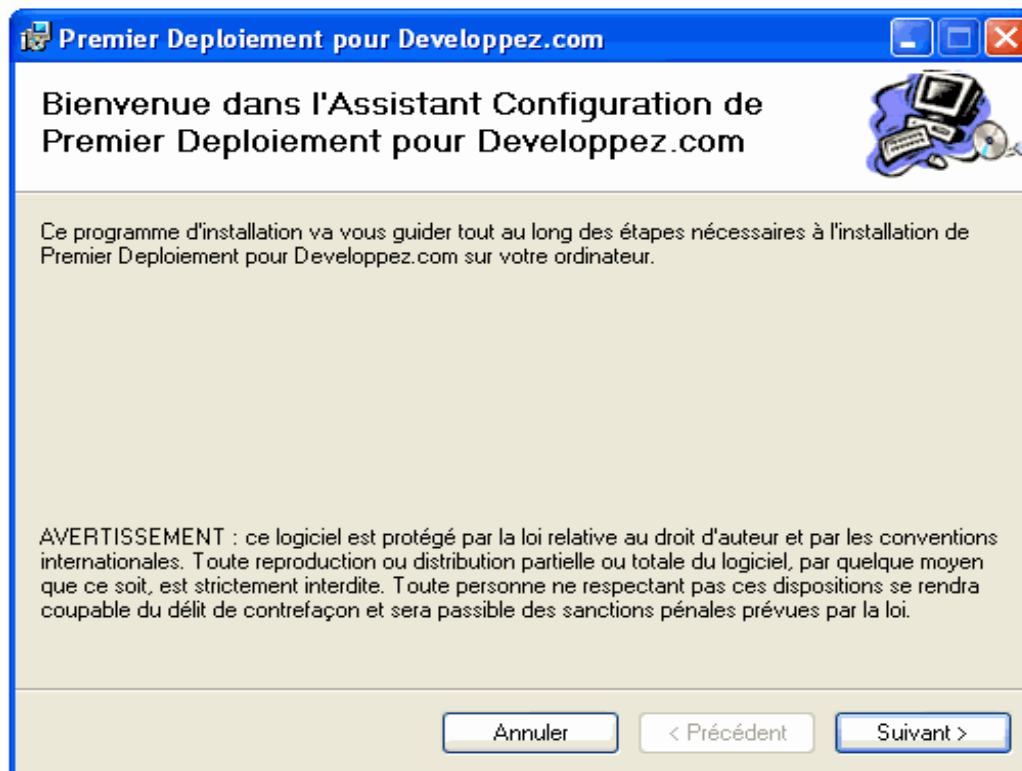 Premier Deploiement pour Developpez.com
Bienvenue dans l'Assistant Configuration de
Premier Deploiement pour Developpez.com
Ce programme d'installation va vous guider tout au long des étapes nécessaires à l'installation de
Premier Deploiement pour Developpez.com sur votre ordinateur.
AVERTISSEMENT : ce logiciel est protégé par la loi relative au droit d'auteur et par les conventions
internationales. Toute reproduction ou distribution partielle ou totale du logiciel, par quelque moyen
que ce soit, est strictement interdite. Toute personne ne respectant pas ces dispositions se rendra
coupable du délit de contrefaçon et sera passible des sanctions pénales prévues par la loi.
Annuler
< Précédent
Suivant >